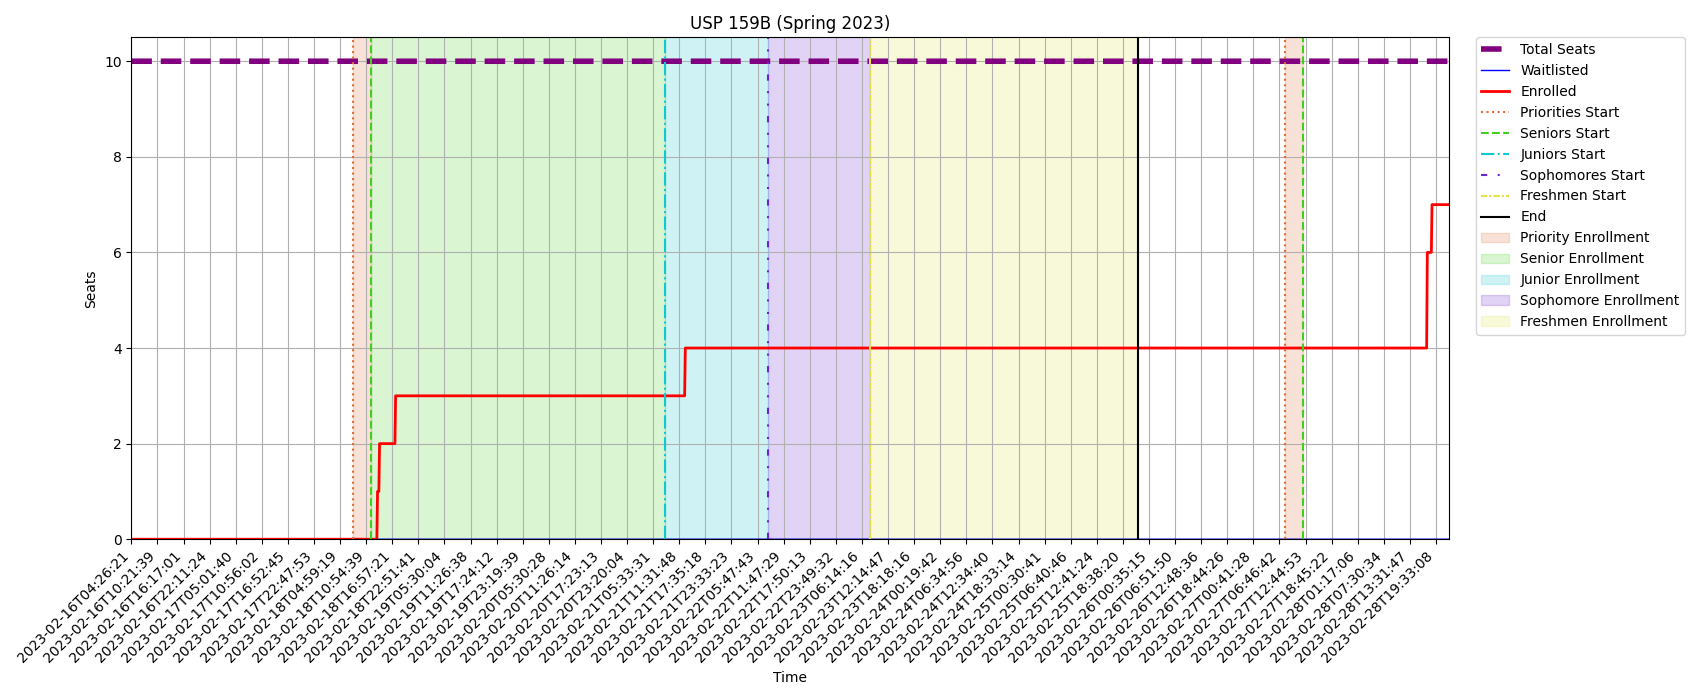 USP 159B (Spring 2023)
10
8
6
4
2
0
Seats
2023-02-16T04:26:21
2023-02-16T10:21:39
2023-02-16T16:17:01
2023-02-16T22:11:24
2023-02-17T05:01:40
2023-02-17T10:56:02
2023-02-17T16:52:45
2023-02-17T22:47:53
2023-02-18T04:59:19
2023-02-18T10:54:39
2023-02-18T16:57:21
2023-02-18T22:51:41
2023-02-19T05:30:04
2023-02-19T11:26:38
2023-02-19T17:24:12
2023-02-19T23:19:39
2023-02-20T05:30:28
2023-02-20T11:26:14
2023-02-20T17:23:13
2023-02-20T23:20:04
2023-02-21T05:33:31
2023-02-21T11:31:48
2023-02-21T17:35:18
2023-02-21T23:33:23
2023-02-22T05:47:43
2023-02-22T11:47:29
2023-02-22T17:50:13
2023-02-22T23:49:32
2023-02-23T06:14:16
2023-02-23T12:14:47
2023-02-23T18:18:16
2023-02-24T00:19:42
2023-02-24T06:34:56
2023-02-24T12:34:40
2023-02-24T18:33:14
2023-02-25T00:30:41
2023-02-25T06:40:46
2023-02-25T12:41:24
2023-02-25T18:38:20
2023-02-26T00:35:15
2023-02-26T06:51:50
2023-02-26T12:48:36
2023-02-26T18:44:26
2023-02-27T00:41:28
2023-02-27T06:46:42
2023-02-27T12:44:53
2023-02-27T18:45:22
2023-02-28T01:17:06
2023-02-28T07:30:34
2023-02-28T13:31:47
2023-02-28T19:33:08
Time
Total Seats
Waitlisted
Enrolled
Priorities Start
Seniors Start
Juniors Start
Sophomores Start
Freshmen Start
End
Priority Enrollment
Senior Enrollment
Junior Enrollment
Sophomore Enrollment
Freshmen Enrollment